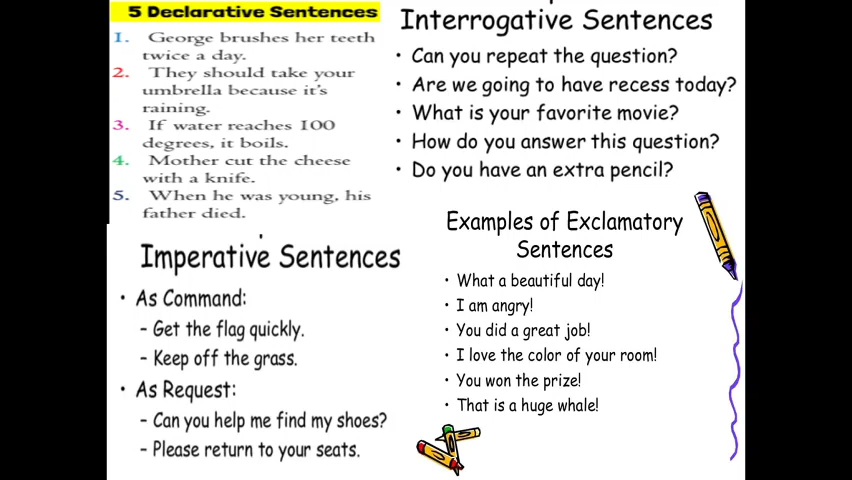 5 Declarative Sentences
1. George brushes her teeth
twice a day.
2. They should take your
umbrella because it's
raining.
3. If water reaches 100
degrees, it boils.
4. Mother cut the cheese
with a knife.
5. When he was young, his
father died.
Interrogative Sentences
• Can you repeat the question?
• Are we going to have recess today?
• What is your favorite movie?
• How do you answer this question?
• Do you have an extra pencil?
Imperative Sentences
• As Command:
– Get the flag quickly.
– Keep off the grass.
• As Request:
– Can you help me find my shoes?
– Please return to your seats.
Examples of Exclamatory
Sentences
• What a beautiful day!
• I am angry!
• You did a great job!
• I love the color of your room!
• You won the prize!
• That is a huge whale!